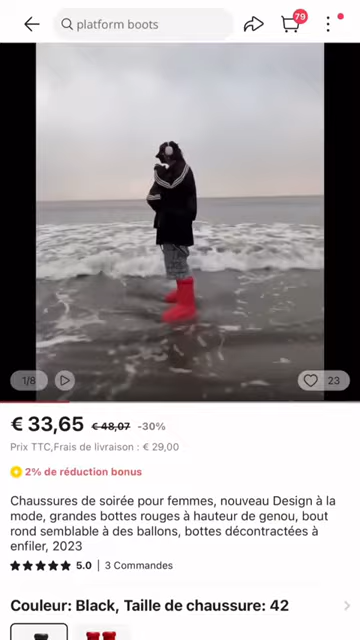 platform boots
79
1/8
23
€ 33,65 € 48,07 -30%
Prix TTC,Frais de livraison : € 29,00
2% de réduction bonus
Chaussures de soirée pour femmes, nouveau Design à la
mode, grandes bottes rouges à hauteur de genou, bout
rond semblable à des ballons, bottes décontractées à
enfiler, 2023
5.0 | 3 Commandes
Couleur: Black, Taille de chaussure: 42